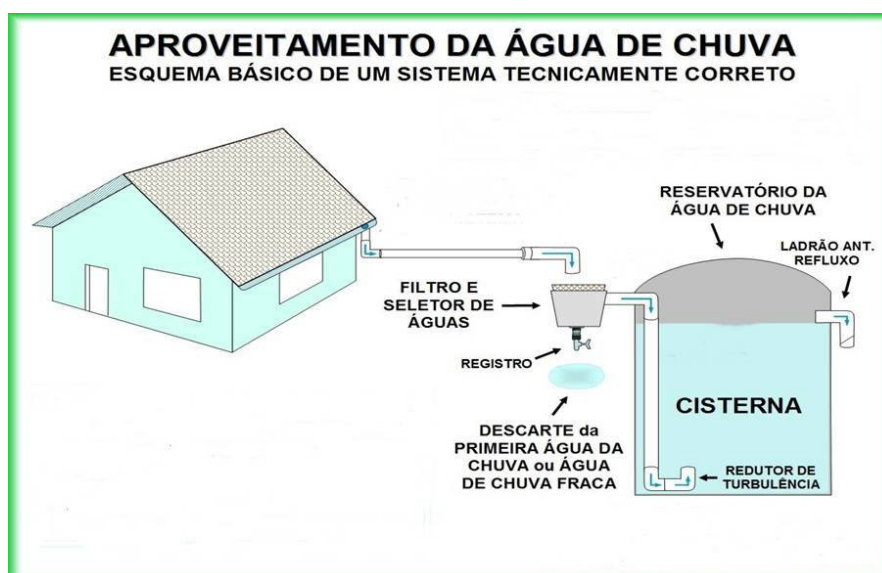 APROVEITAMENTO DA ÁGUA DE CHUVA
ESQUEMA BÁSICO DE UM SISTEMA TECNICAMENTE CORRETO
RESERVATÓRIO DA
ÁGUA DE CHUVA
LADRÃO ANT.
REFLUXO
FILTRO E
SELETOR DE
ÁGUAS
REGISTRO
CISTERNA
DESCARTE da
PRIMEIRA ÁGUA DA
CHUVA ou ÁGUA
DE CHUVA FRACA
REDUTOR DE
TURBULÊNCIA